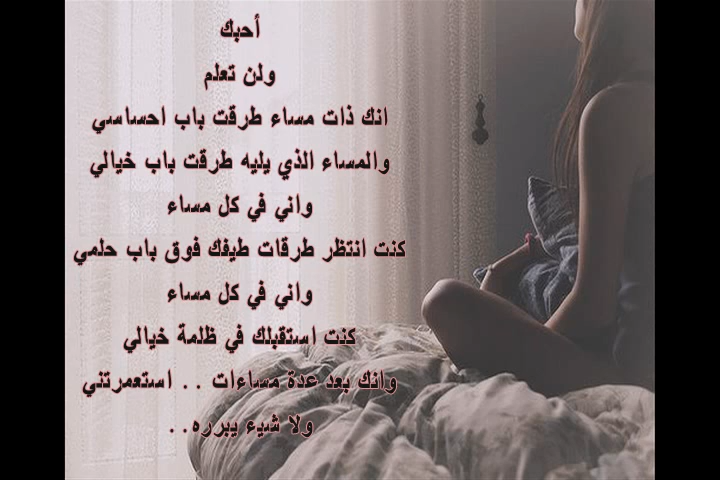 أحبك
ولن تعلم
انك ذات مساء طرقت باب احساسي
والمساء الذي يليه طرقت باب خيالي
واني في كل مساء
كنت انتظر طرقات طيفك فوق باب حلمي
واني في كل مساء
كنت استقبلك في ظلمة خيالي
وانك بعد عدة مساءات .. استعمرتني
ولا شيء يبرره..